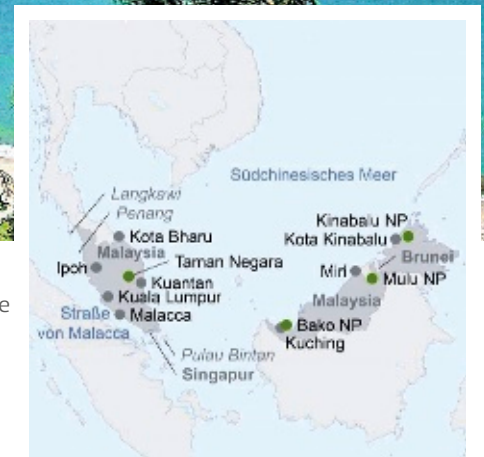 Südchinesisches Meer
Langkawi
Penang
Kinabalu NP
Kota Bharu
Kota Kinabalu
Malaysia
Brunei
Ipoh
Taman Negara
Miri
Mulu NP
Kuantan
Kuala Lumpur
Malaysia
e
Straße
von Malacca
Malacca
Bako NP
Kuching
Pulau Bintan
Singapur